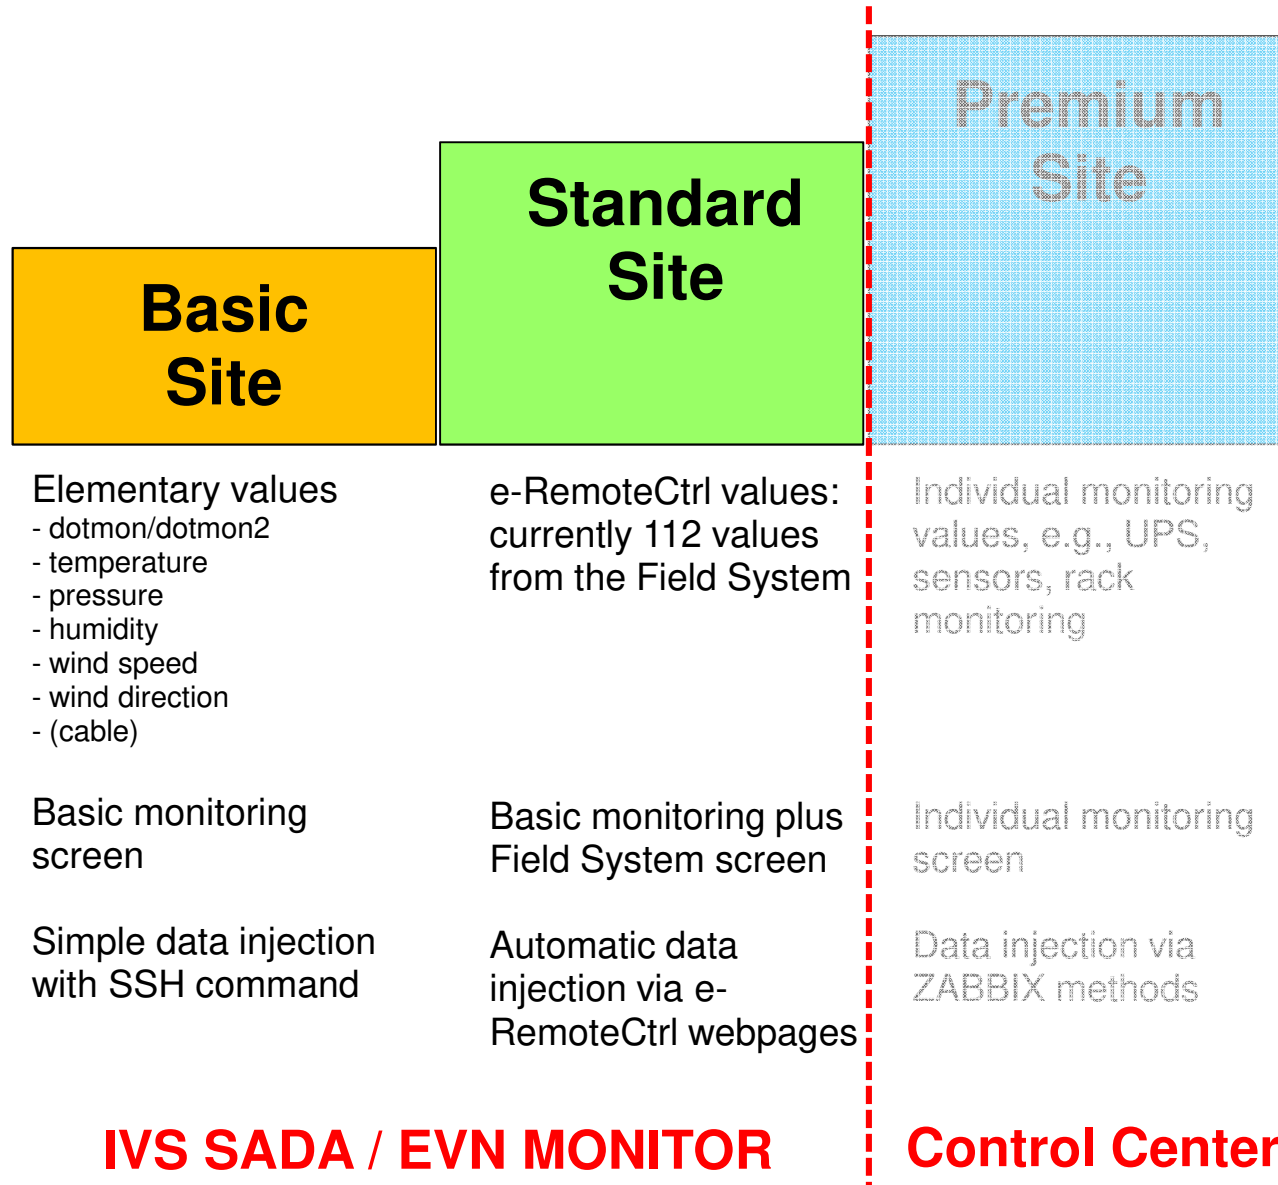 Premium
Site
Standard
Site
Basic
Site
Elementary values
- dotmon/dotmon2
- temperature
- pressure
- humidity
- wind speed
- wind direction
- (cable)
Basic monitoring
screen
Simple data injection
with SSH command
e-RemoteCtrl values:
currently 112 values
from the Field System
Basic monitoring plus
Field System screen
Automatic data
injection via e-
RemoteCtrl webpages
Individual monitoring
values, e.g., UPS,
sensors, rack
monitoring
Individual monitoring
screen
Data injection via
ZABBIX methods
IVS SADA / EVN MONITOR
Control Center